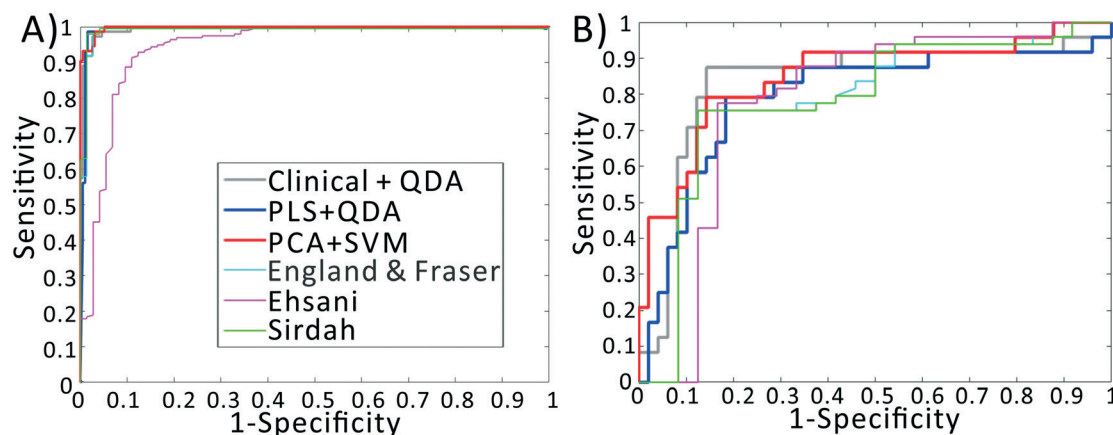 A)
1
0.9
0.8
0.7
0.6
0.5
0.4
0.3
0.2
0.1
0
Sensitivity
Clinical + QDA
PLS+QDA
PCA+SVM
England & Fraser
Ehsani
Sirdah
0 0.1 0.2 0.3 0.4 0.5 0.6 0.7 0.8 0.9 1
1-Specificity
B)
1
0.9
0.8
0.7
0.6
0.5
0.4
0.3
0.2
0.1
0
Sensitivity
0 0.1 0.2 0.3 0.4 0.5 0.6 0.7 0.8 0.9 1
1-Specificity